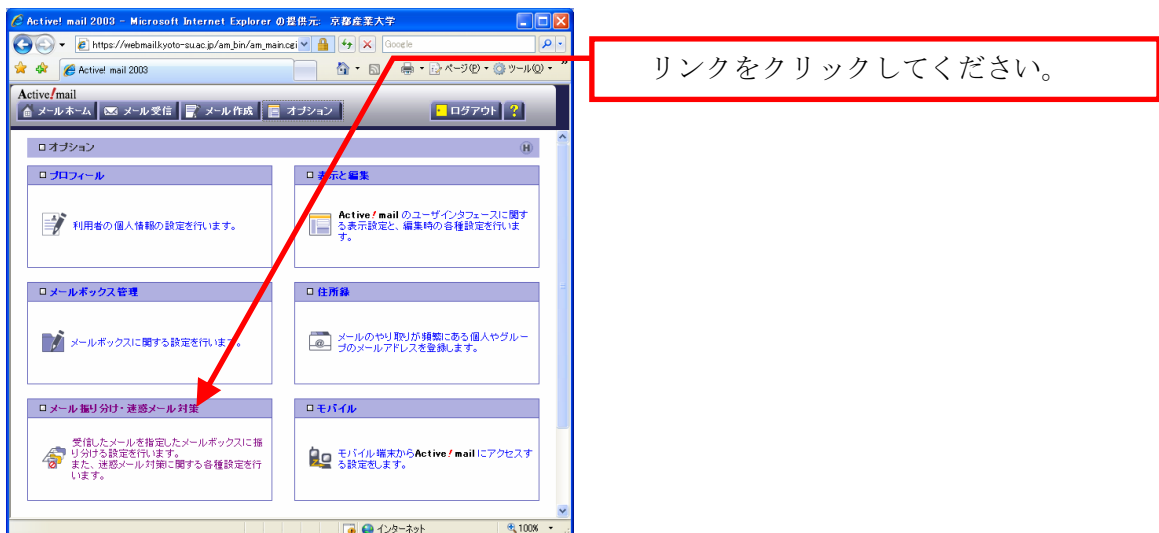 Active! mail 2003 - Microsoft Internet Explorer の提供元: 京都産業大学
https://webmail.kyoto-su.ac.jp/am_bin/am_main.cgi
Google
Active! mail 2003
ページ(P)
ツール(O)
Active!mail
メールホーム
メール受信
メール作成
オプション
ログアウト
?
リンクをクリックしてください。
オプション
H
プロフィール
利用者の個人情報の設定を行います。
表示と編集
Active! mail のユーザインタフェースに関す
る表示設定と、編集時の各種設定を行いま
す。
メールボックス管理
メールボックスに関する設定を行います。
住所録
メールのやり取りが頻繁にある個人やグルー
プのメールアドレスを登録します。
メール振り分け・迷惑メール対策
受信したメールを指定したメールボックスに振
り分ける設定を行います。
また、迷惑メール対策に関する各種設定を行
います。
モバイル
モバイル端末からActive! mail にアクセスす
る設定をします。
インターネット
100%